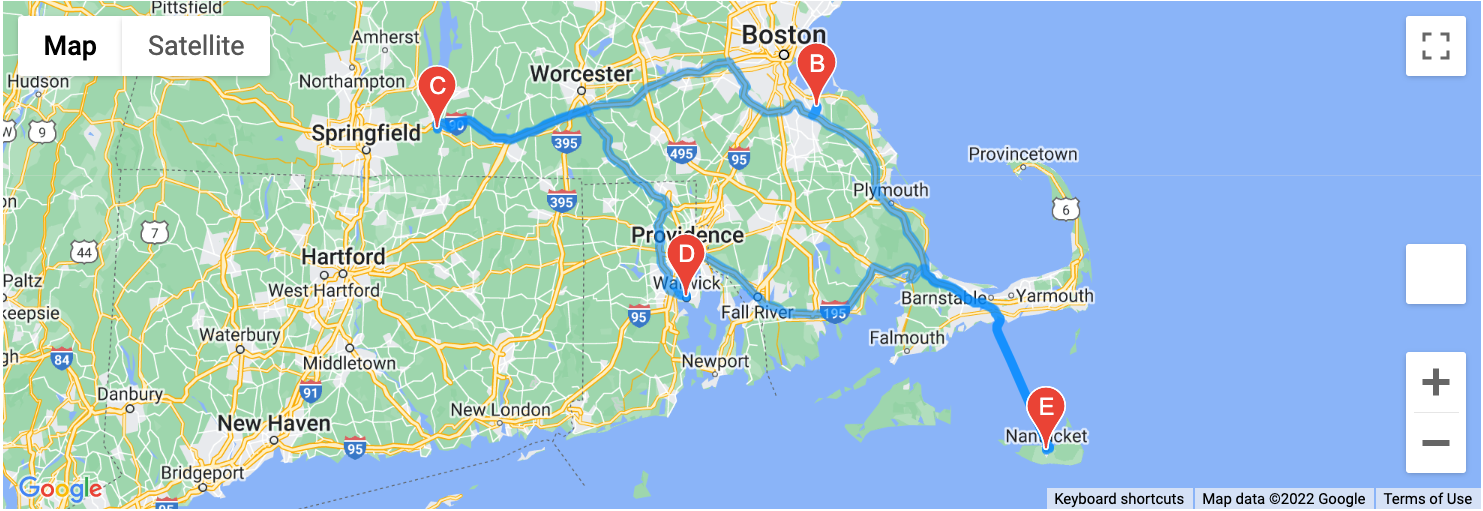 Pittsfield
Map
Satellite
Amherst
Boston
B
Hudson
Northampton
Worcester
C
W
9
90
Springfield
395
495
95
Provincetown
on
395
Plymouth
6
7
44
Providence
Hartford
D
Paltz
West Hartford
Warwick
keepsie
Barnstable
Yarmouth
95
Fall River
195
Waterbury
Falmouth
gh
84
Middletown
Newport
Danbury
91
New London
E
New Haven
95
Nantucket
Bridgeport
Google
95
Keyboard shortcuts
Map data ©2022 Google
Terms of Use